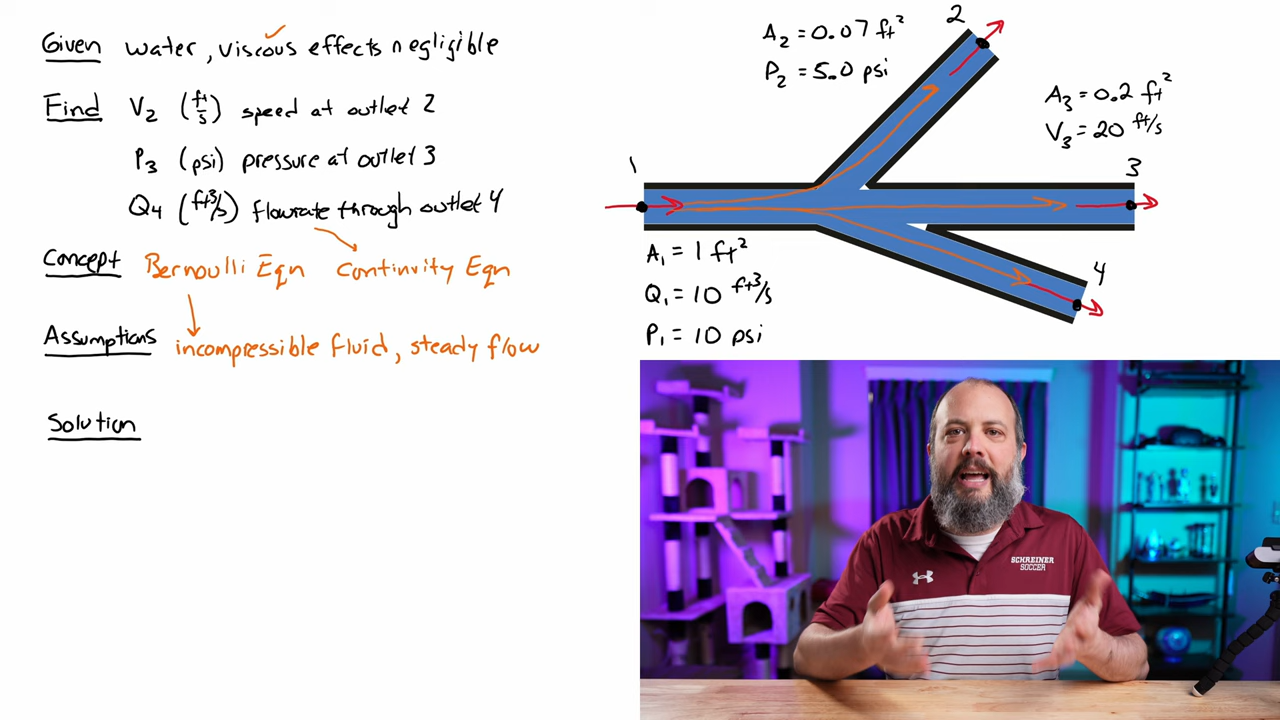 Given water, viscous effects negligible
Find V₂ (ft/s) speed at outlet 2
P₃ (psi) pressure at outlet 3
Q₄ (ft³/s) flowrate through outlet 4
Concept Bernoulli Eqn Continuity Eqn
Assumptions incompressible fluid, steady flow
Solution
A₂ = 0.07 ft²
P₂ = 5.0 psi
2
A₃ = 0.2 ft²
V₃ = 20 ft/s
1
3
4
A₁ = 1 ft²
Q₁ = 10 ft³/s
P₁ = 10 psi
SCHREINER
SOCCER